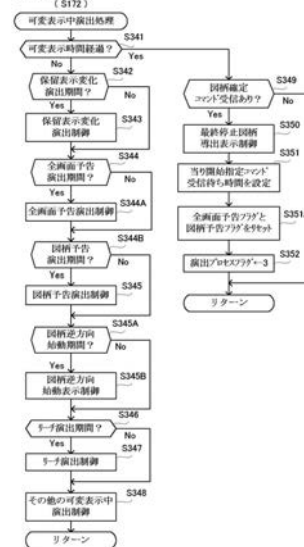 (S172)
可変表示中演出処理
可変表示時間経過?
S341
No
Yes
S342
保留表示変化
演出期間?
No
Yes
S343
保留表示変化
演出制御
S344
全画面予告
演出期間?
No
Yes
S344A
全画面予告演出制御
S344B
図柄予告
演出期間?
No
Yes
S345
図柄予告演出制御
S345A
図柄逆方向
始動期間?
No
Yes
S345B
図柄逆方向
始動表示制御
S346
リーチ演出期間?
No
Yes
S347
リーチ演出制御
S348
その他の可変表示中
演出制御
リターン
S349
図柄確定
コマンド受信あり?
No
Yes
S350
最終停止図柄
導出表示制御
S351
当り開始指定コマンド
受信待ち時間を設定
S351
全画面予告フラグと
図柄予告フラグをリセット
S352
演出プロセスフラグ←3
リターン